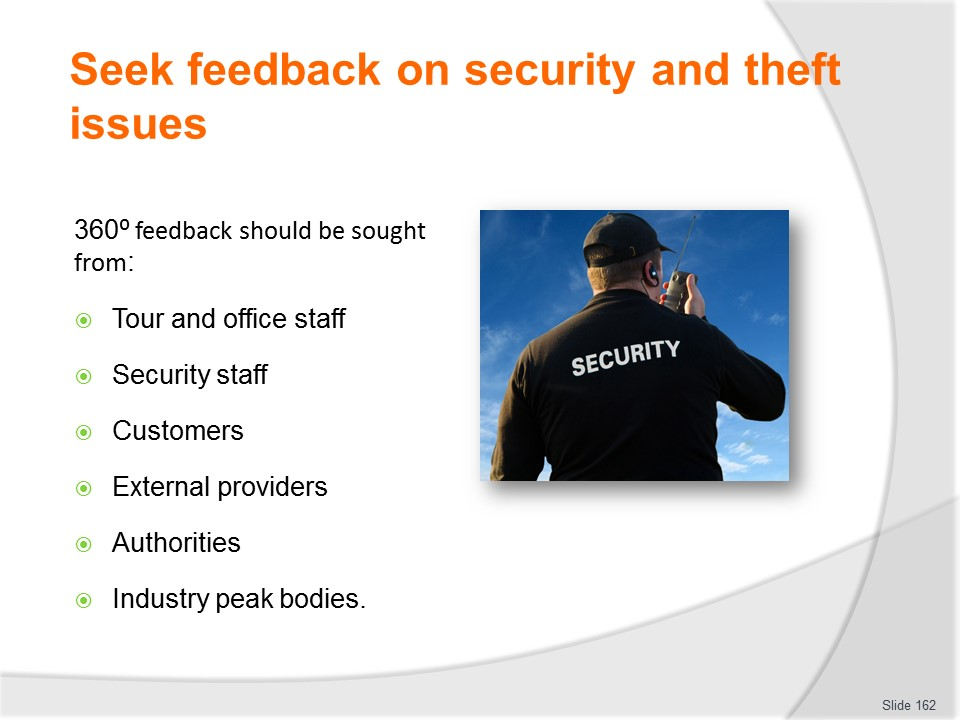 Seek feedback on security and theft
issues
360º feedback should be sought
from:
Tour and office staff
Security staff
Customers
External providers
Authorities
Industry peak bodies.
SECURITY
Slide 162